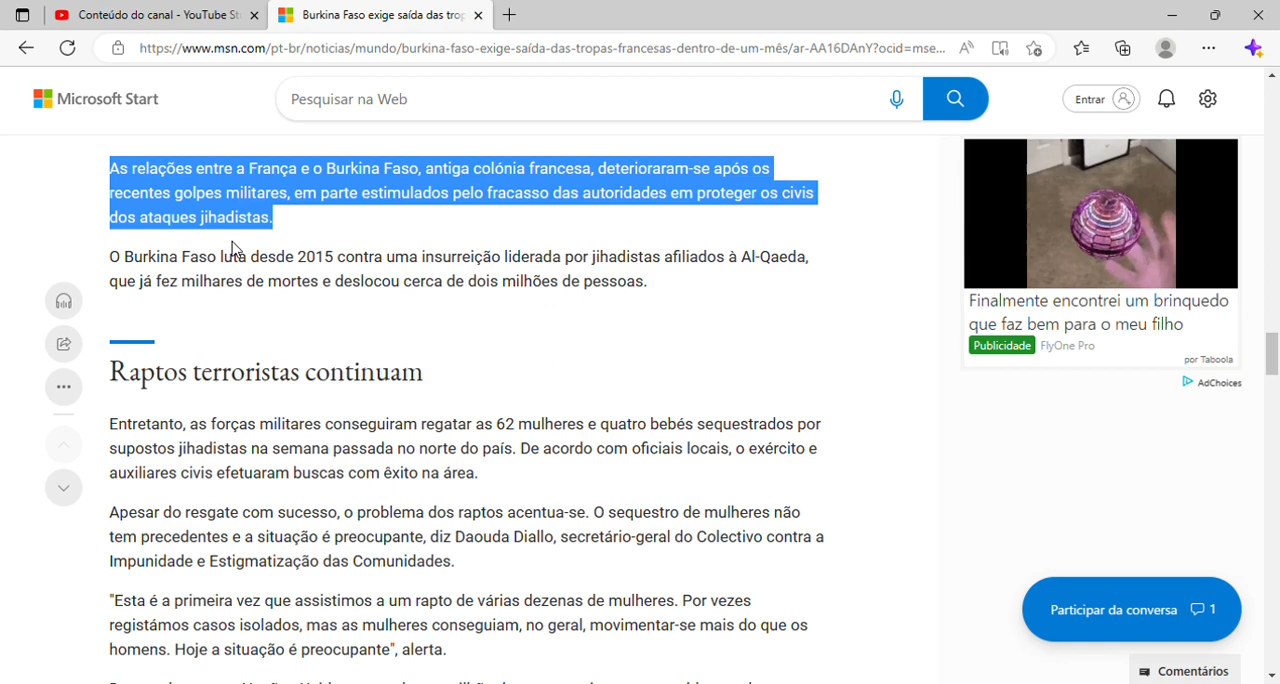 Conteúdo do canal - YouTube St
Burkina Faso exige saída das trop
https://www.msn.com/pt-br/noticias/mundo/burkina-faso-exige-saída-das-tropas-francesas-dentro-de-um-mês/ar-AA16DAnY?ocid=mse...
Microsoft Start
Pesquisar na Web
Entrar
As relações entre a França e o Burkina Faso, antiga colónia francesa, deterioraram-se após os
recentes golpes militares, em parte estimulados pelo fracasso das autoridades em proteger os civis
dos ataques jihadistas.
O Burkina Faso luta desde 2015 contra uma insurreição liderada por jihadistas afiliados à Al-Qaeda,
que já fez milhares de mortes e deslocou cerca de dois milhões de pessoas.
Raptos terroristas continuam
Entretanto, as forças militares conseguiram regatar as 62 mulheres e quatro bebés sequestrados por
supostos jihadistas na semana passada no norte do país. De acordo com oficiais locais, o exército e
auxiliares civis efetuaram buscas com êxito na área.
Apesar do resgate com sucesso, o problema dos raptos acentua-se. O sequestro de mulheres não
tem precedentes e a situação é preocupante, diz Daouda Diallo, secretário-geral do Colectivo contra a
Impunidade e Estigmatização das Comunidades.
"Esta é a primeira vez que assistimos a um rapto de várias dezenas de mulheres. Por vezes
registámos casos isolados, mas as mulheres conseguiam, no geral, movimentar-se mais do que os
homens. Hoje a situação é preocupante", alerta.
Finalmente encontrei um brinquedo
que faz bem para o meu filho
Publicidade FlyOne Pro
por Taboola
AdChoices
Participar da conversa 1
Comentários